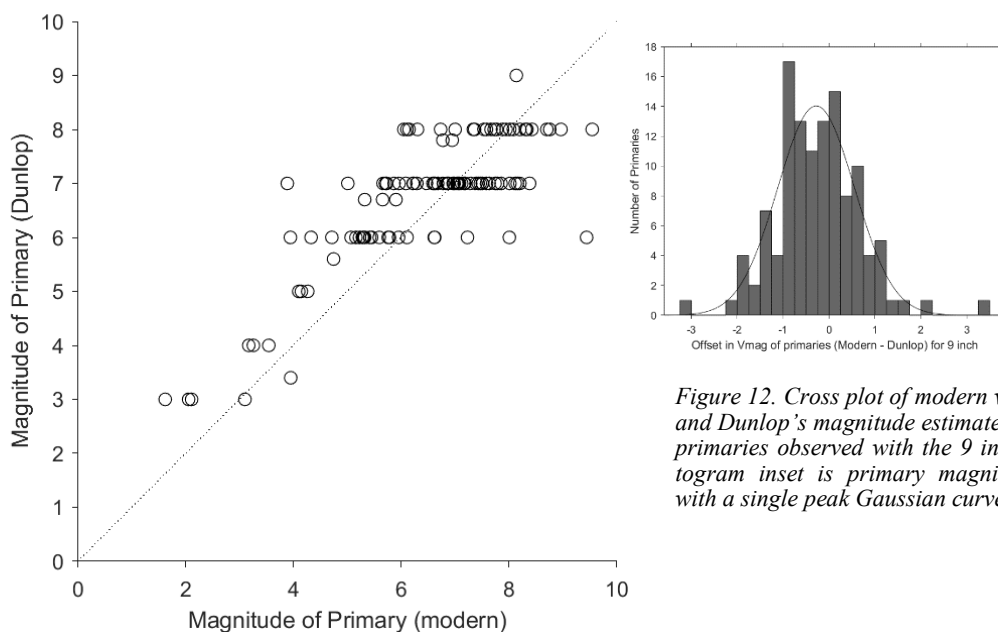 10
9
8
7
6
5
4
3
2
1
0
Magnitude of Primary (Dunlop)
0 2 4 6 8 10
Magnitude of Primary (modern)
18
16
14
12
10
8
6
4
2
0
Number of Primaries
-3 -2 -1 0 1 2 3
Offset in Vmag of primaries (Modern - Dunlop) for 9 inch
Figure 12. Cross plot of modern
and Dunlop’s magnitude estimate
primaries observed with the 9 in
togram inset is primary magni
with a single peak Gaussian curve